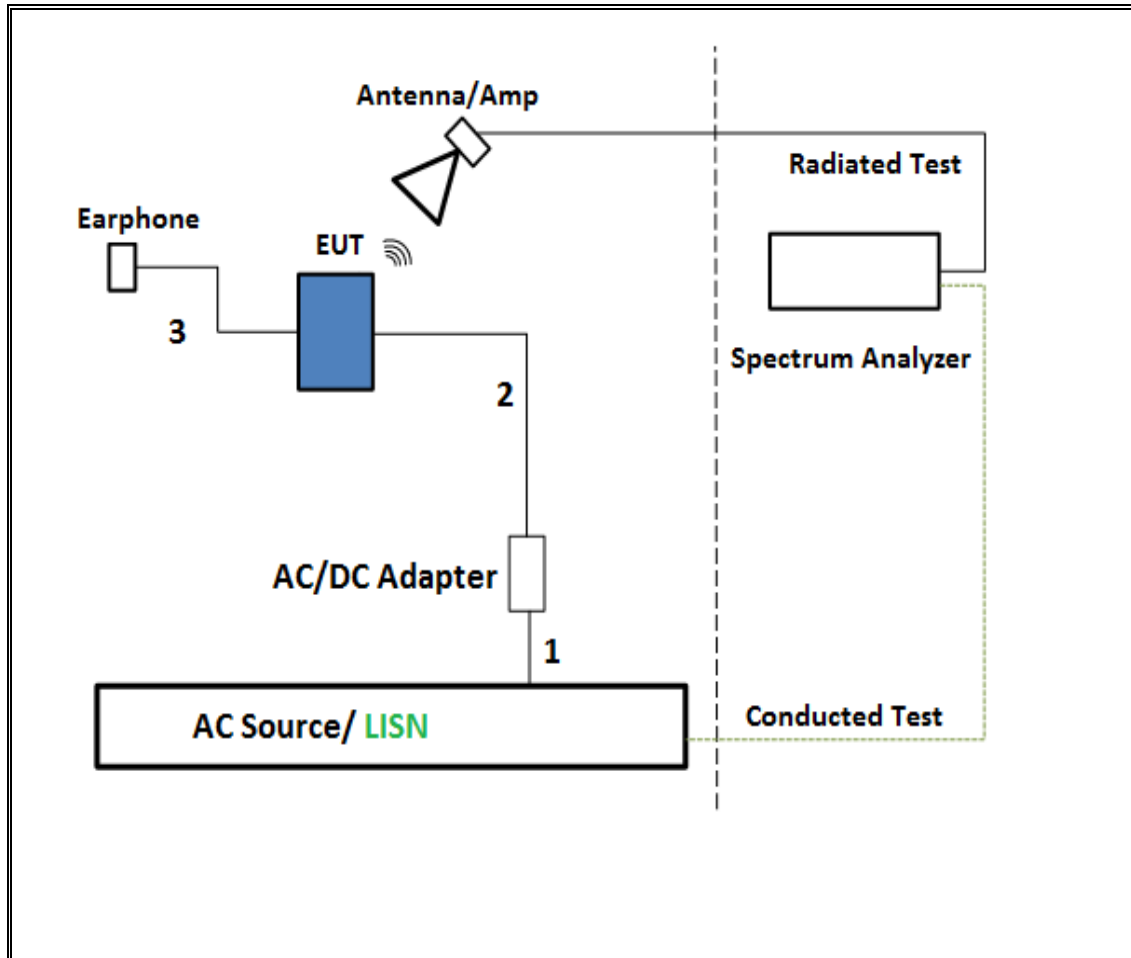 Antenna/Amp
Radiated Test
Earphone
EUT
3
Spectrum Analyzer
2
AC/DC Adapter
1
AC Source/ LISN
Conducted Test